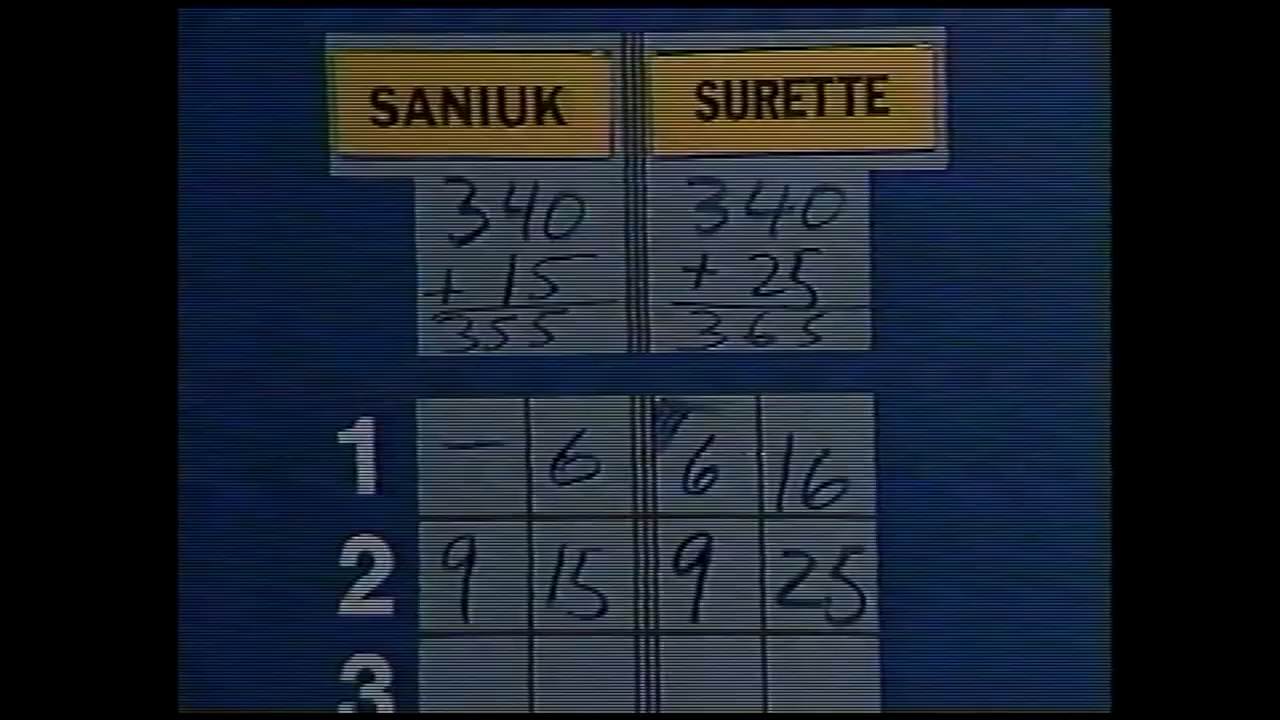 SANIUK SURETTE
340 340
+ 15 + 25
355 365
1 — 6 6 16
2 9 15 9 25
3